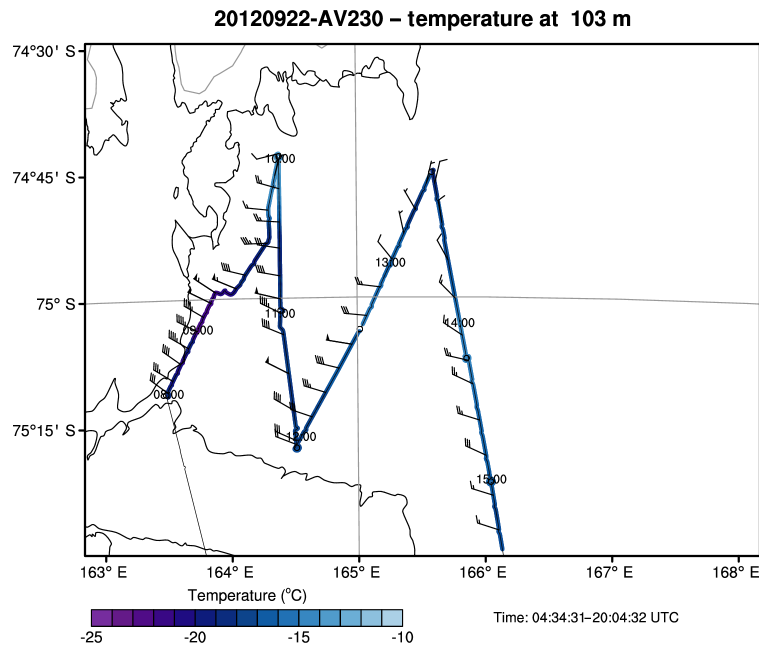 20120922-AV230 – temperature at  103 m
74°30' S
74°45' S
75° S
75°15' S
10:00
13:00
11:00
09:00
14:00
08:00
12:00
15:00
163° E
164° E
165° E
166° E
167° E
168° E
Temperature (°C)
-25
-20
-15
-10
Time: 04:34:31–20:04:32 UTC